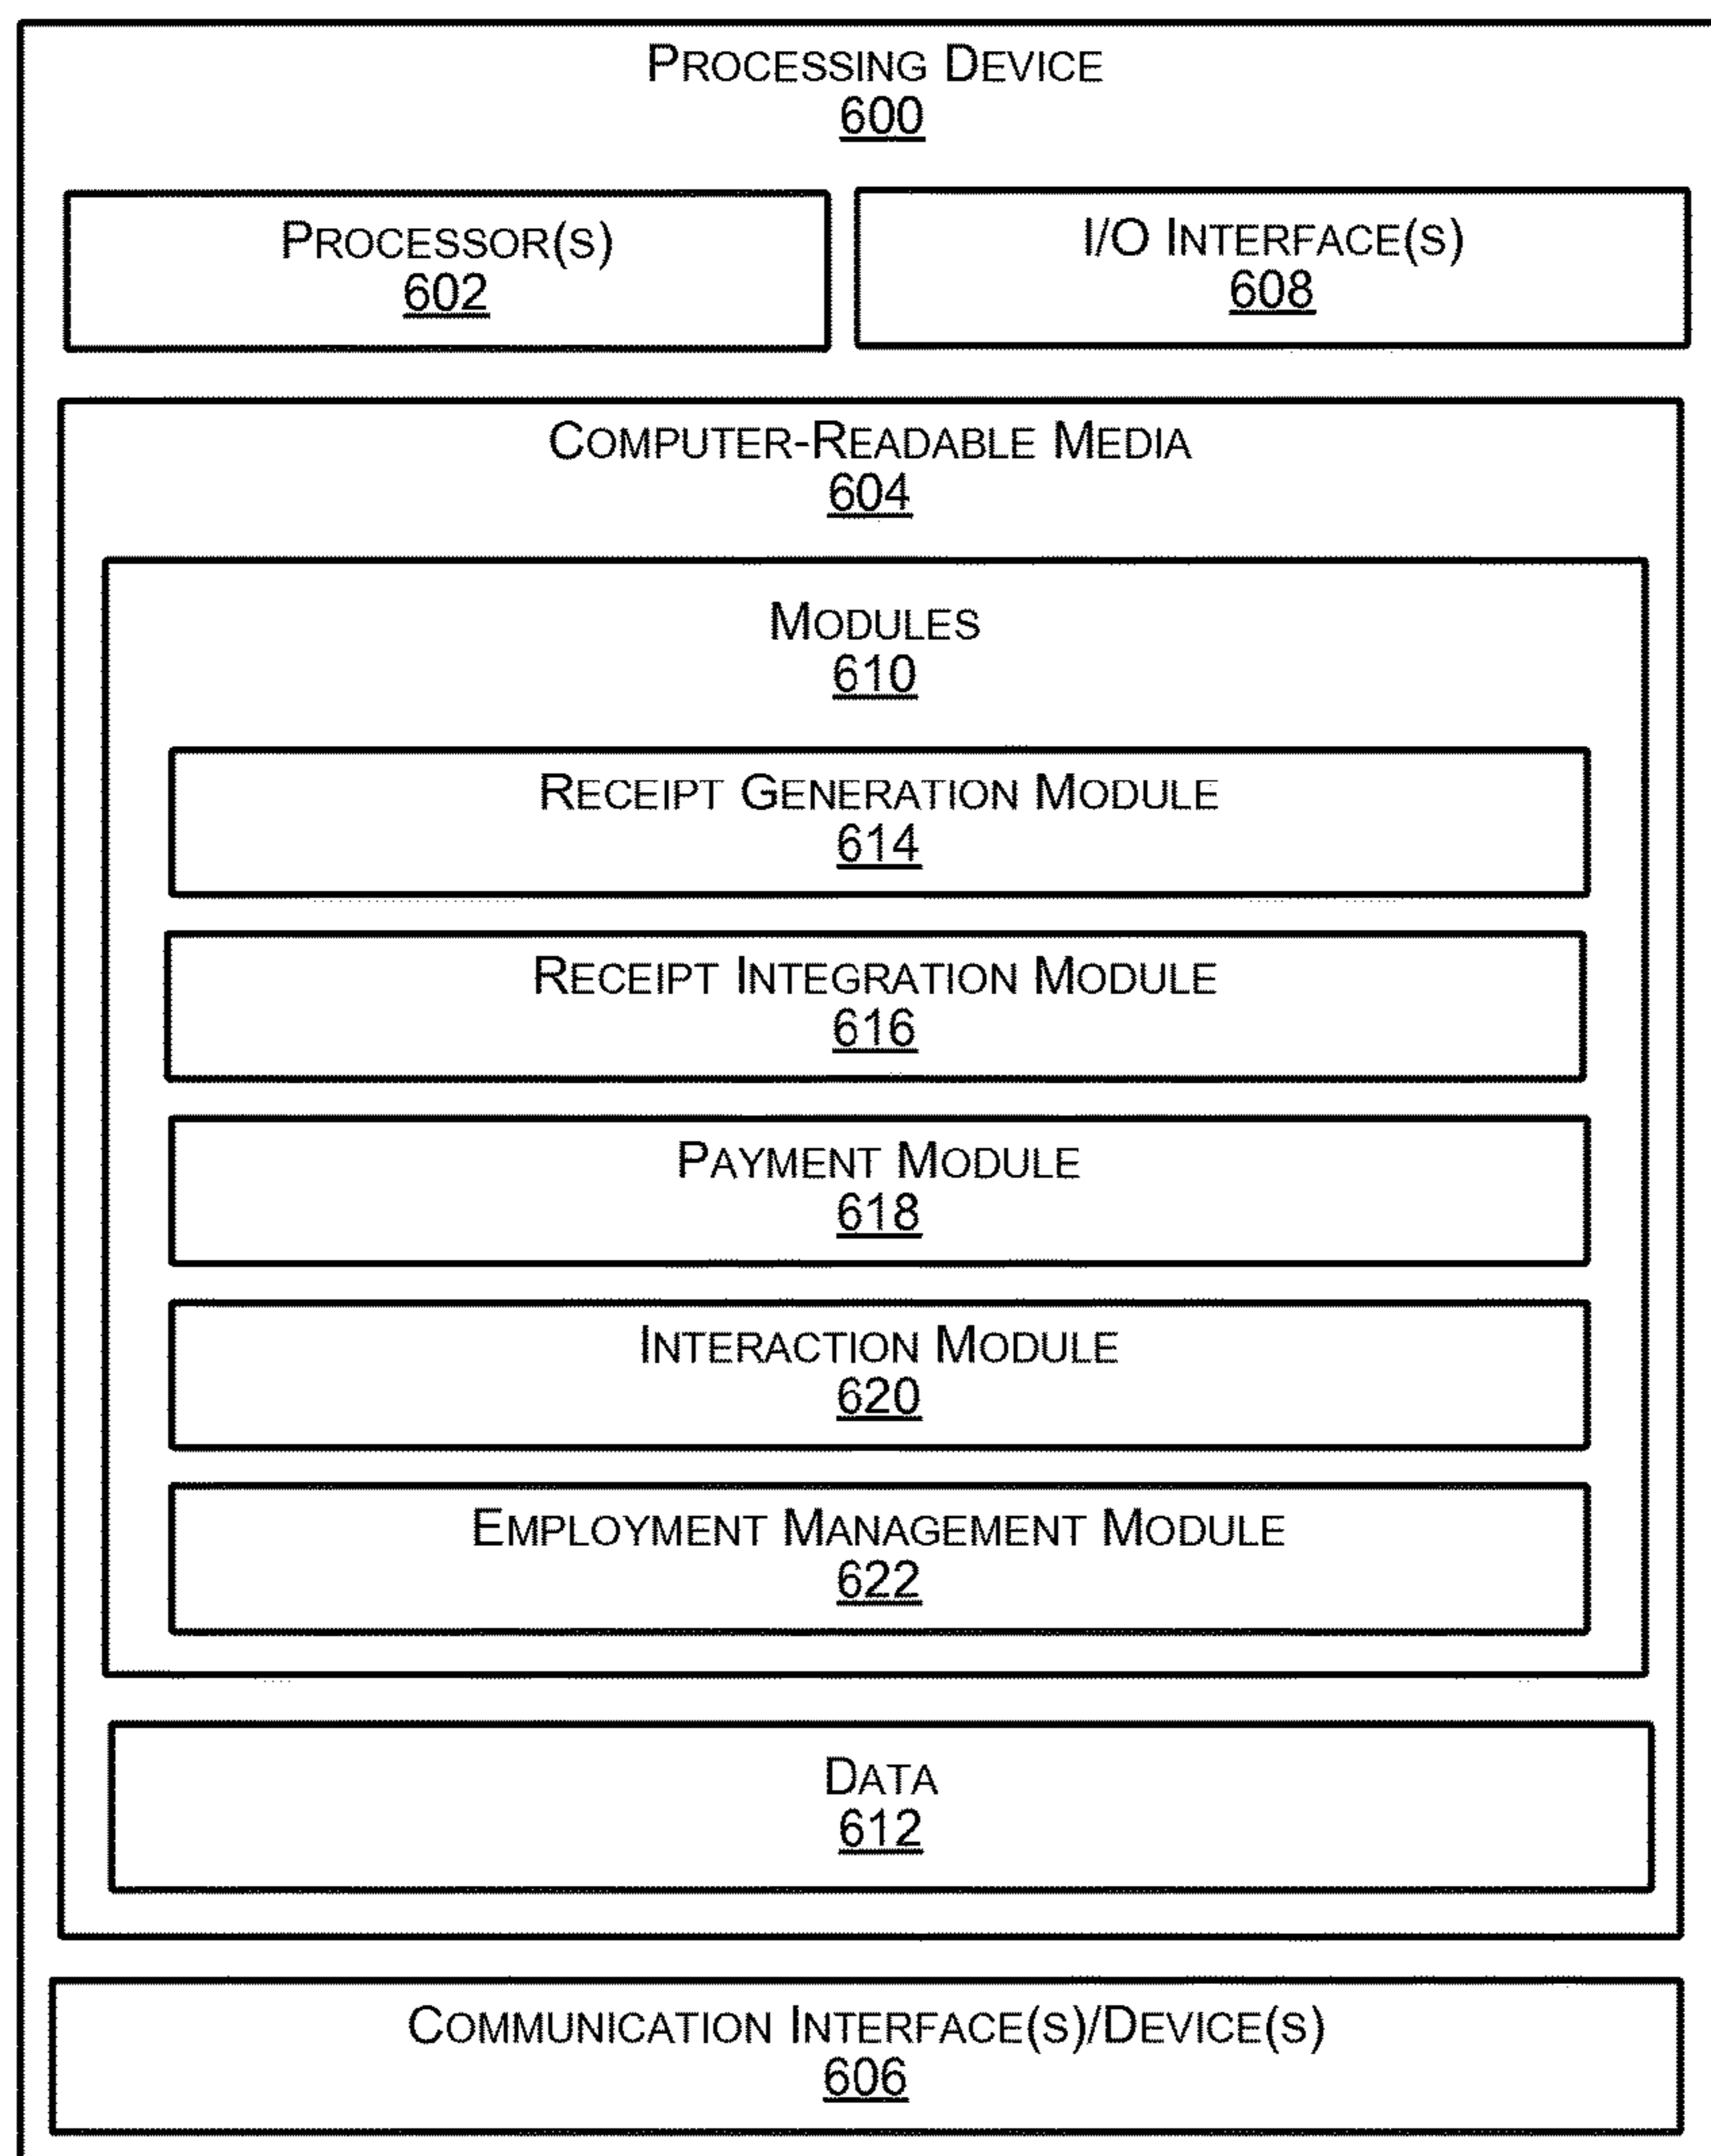 PROCESSING DEVICE
600
PROCESSOR(S)
602
I/O INTERFACE(S)
608
COMPUTER-READABLE MEDIA
604
MODULES
610
RECEIPT GENERATION MODULE
614
RECEIPT INTEGRATION MODULE
616
PAYMENT MODULE
618
INTERACTION MODULE
620
EMPLOYMENT MANAGEMENT MODULE
622
DATA
612
COMMUNICATION INTERFACE(S)/DEVICE(S)
606